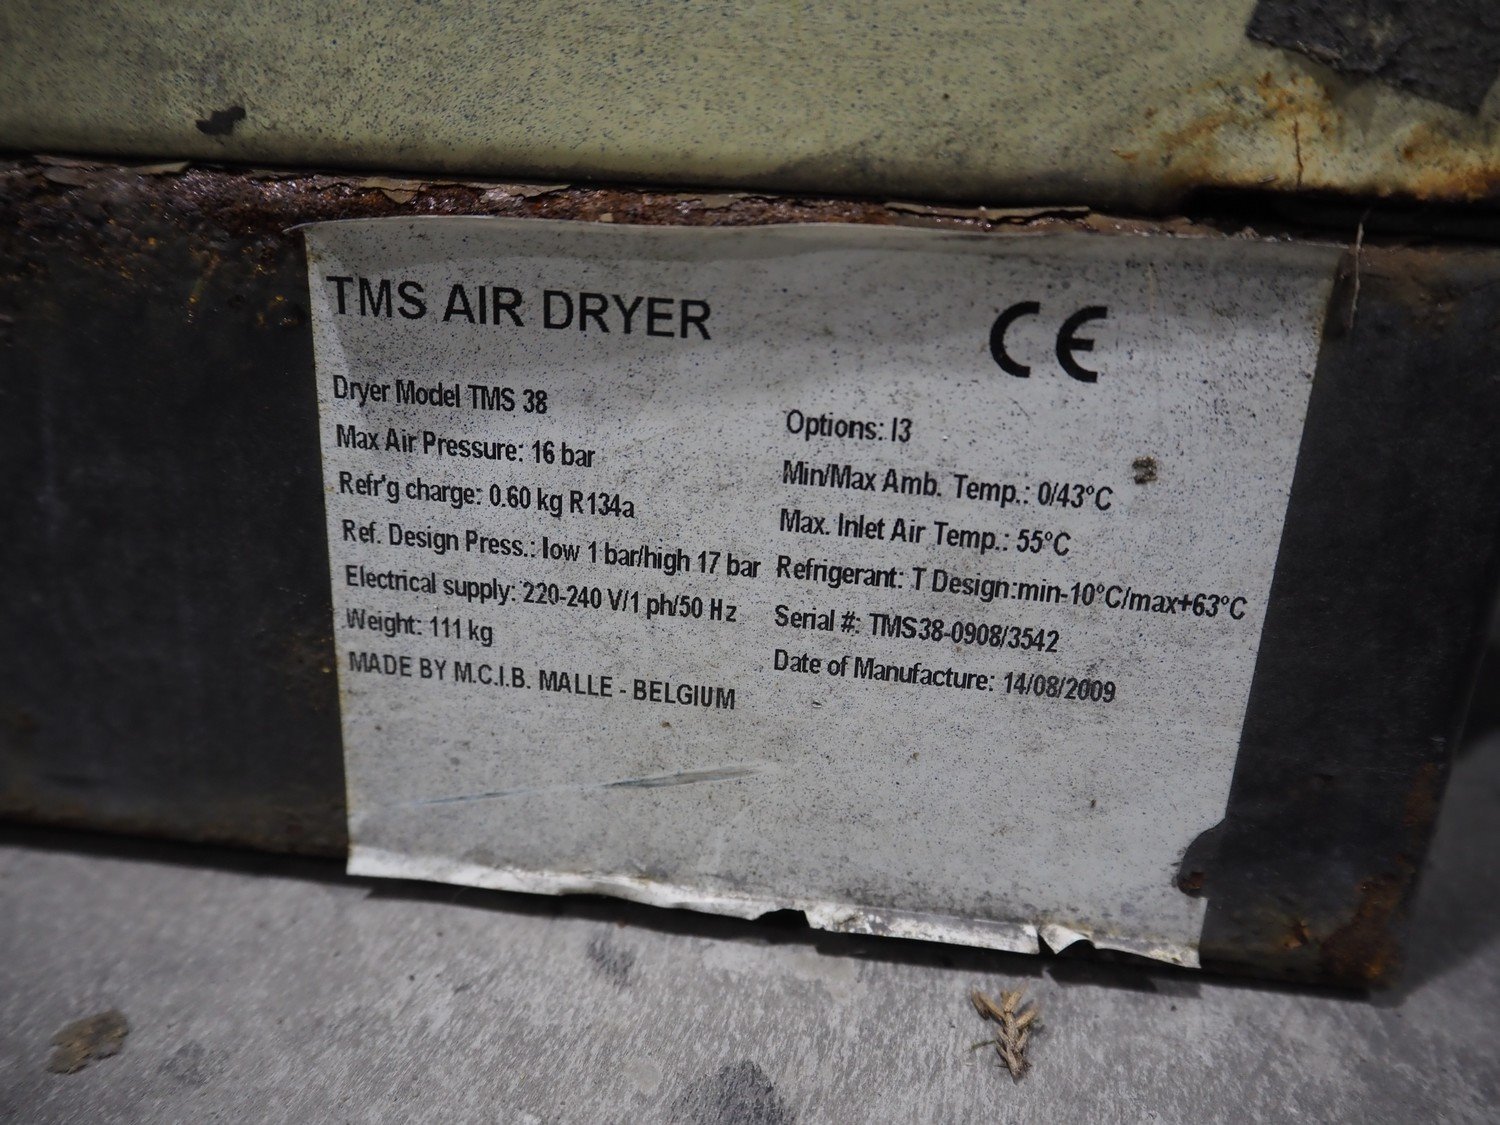 TMS AIR DRYER
CE
Dryer Model TMS 38
Max Air Pressure: 16 bar
Refr'g charge: 0.60 kg R134a
Ref. Design Press.: low 1 bar/high 17 bar
Electrical supply: 220-240 V/1 ph/50 Hz
Weight: 111 kg
MADE BY M.C.I.B. MALLE - BELGIUM
Options: I3
Min/Max Amb. Temp.: 0/43°C
Max. Inlet Air Temp.: 55°C
Refrigerant: T Design:min-10°C/max+63°C
Serial #: TMS38-0908/3542
Date of Manufacture: 14/08/2009